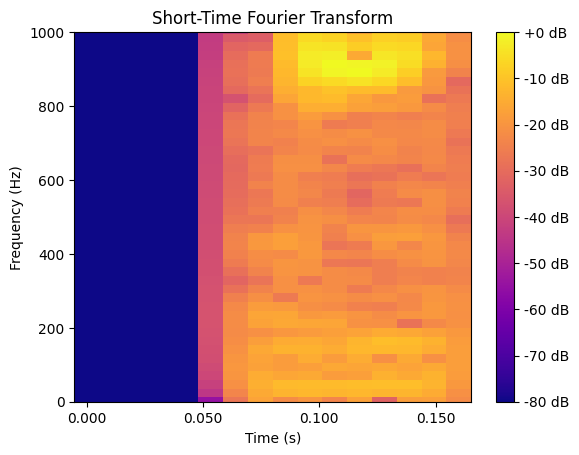 Short-Time Fourier Transform
1000
800
600
400
200
0
Frequency (Hz)
0.000
0.050
0.100
0.150
Time (s)
+0 dB
-10 dB
-20 dB
-30 dB
-40 dB
-50 dB
-60 dB
-70 dB
-80 dB